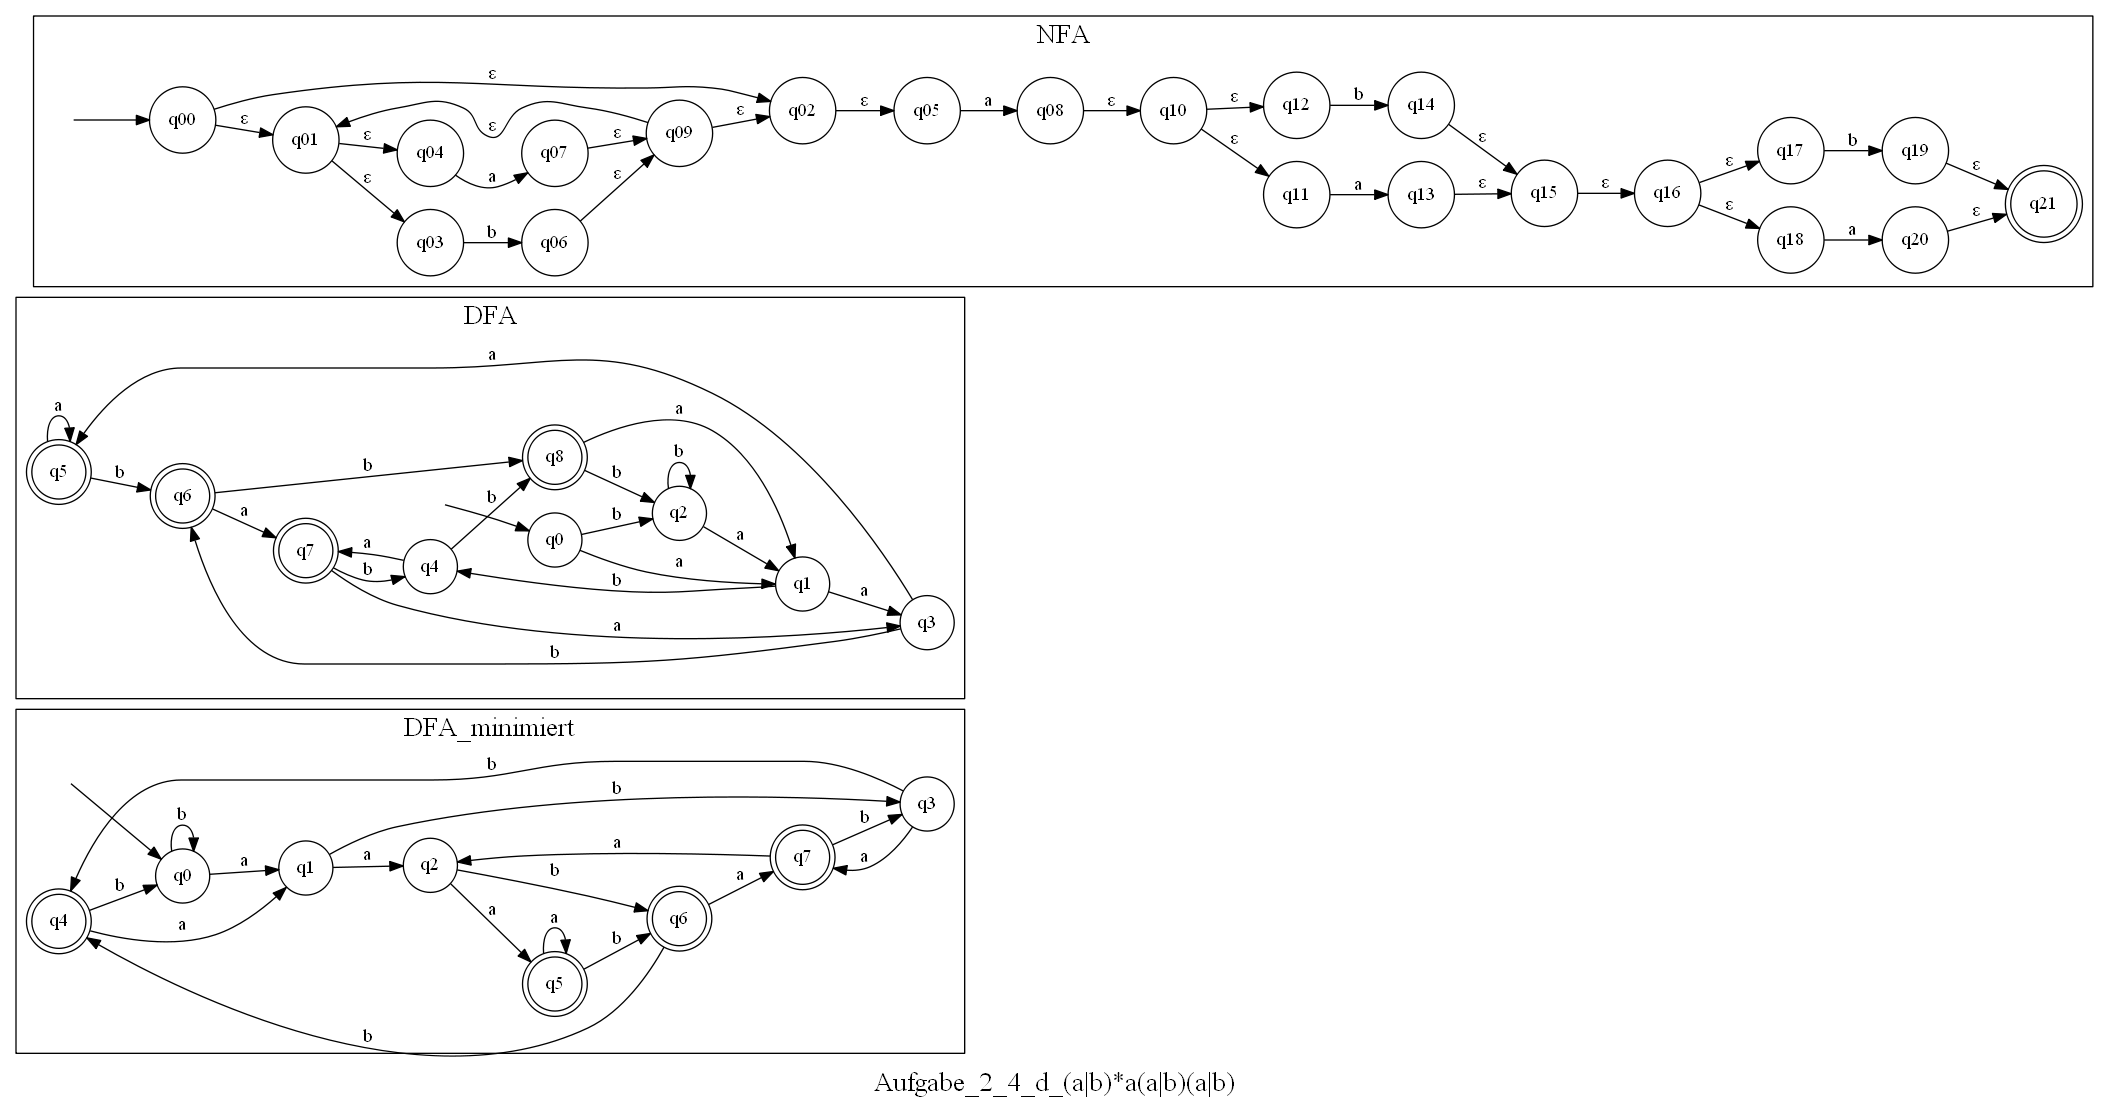 NFA
ε
q00
ε
q01
ε
ε
ε
q04
a
q07
ε
q09
ε
q03
b
q06
ε
q02
ε
q05
a
q08
ε
q10
ε
q12
b
q14
ε
ε
q11
a
q13
ε
q15
ε
q16
ε
q17
b
q19
ε
ε
q18
a
q20
ε
q21
DFA
a
a
q5
b
q6
b
a
q7
a
b
q4
b
q8
a
b
q0
b
a
q2
b
a
b
q1
a
q3
a
b
DFA_minimiert
b
b
q0
a
q4
b
a
q1
b
a
q2
a
b
a
q5
a
b
q6
a
q7
b
a
q3
b
Aufgabe_2_4_d_(a|b)*a(a|b)(a|b)